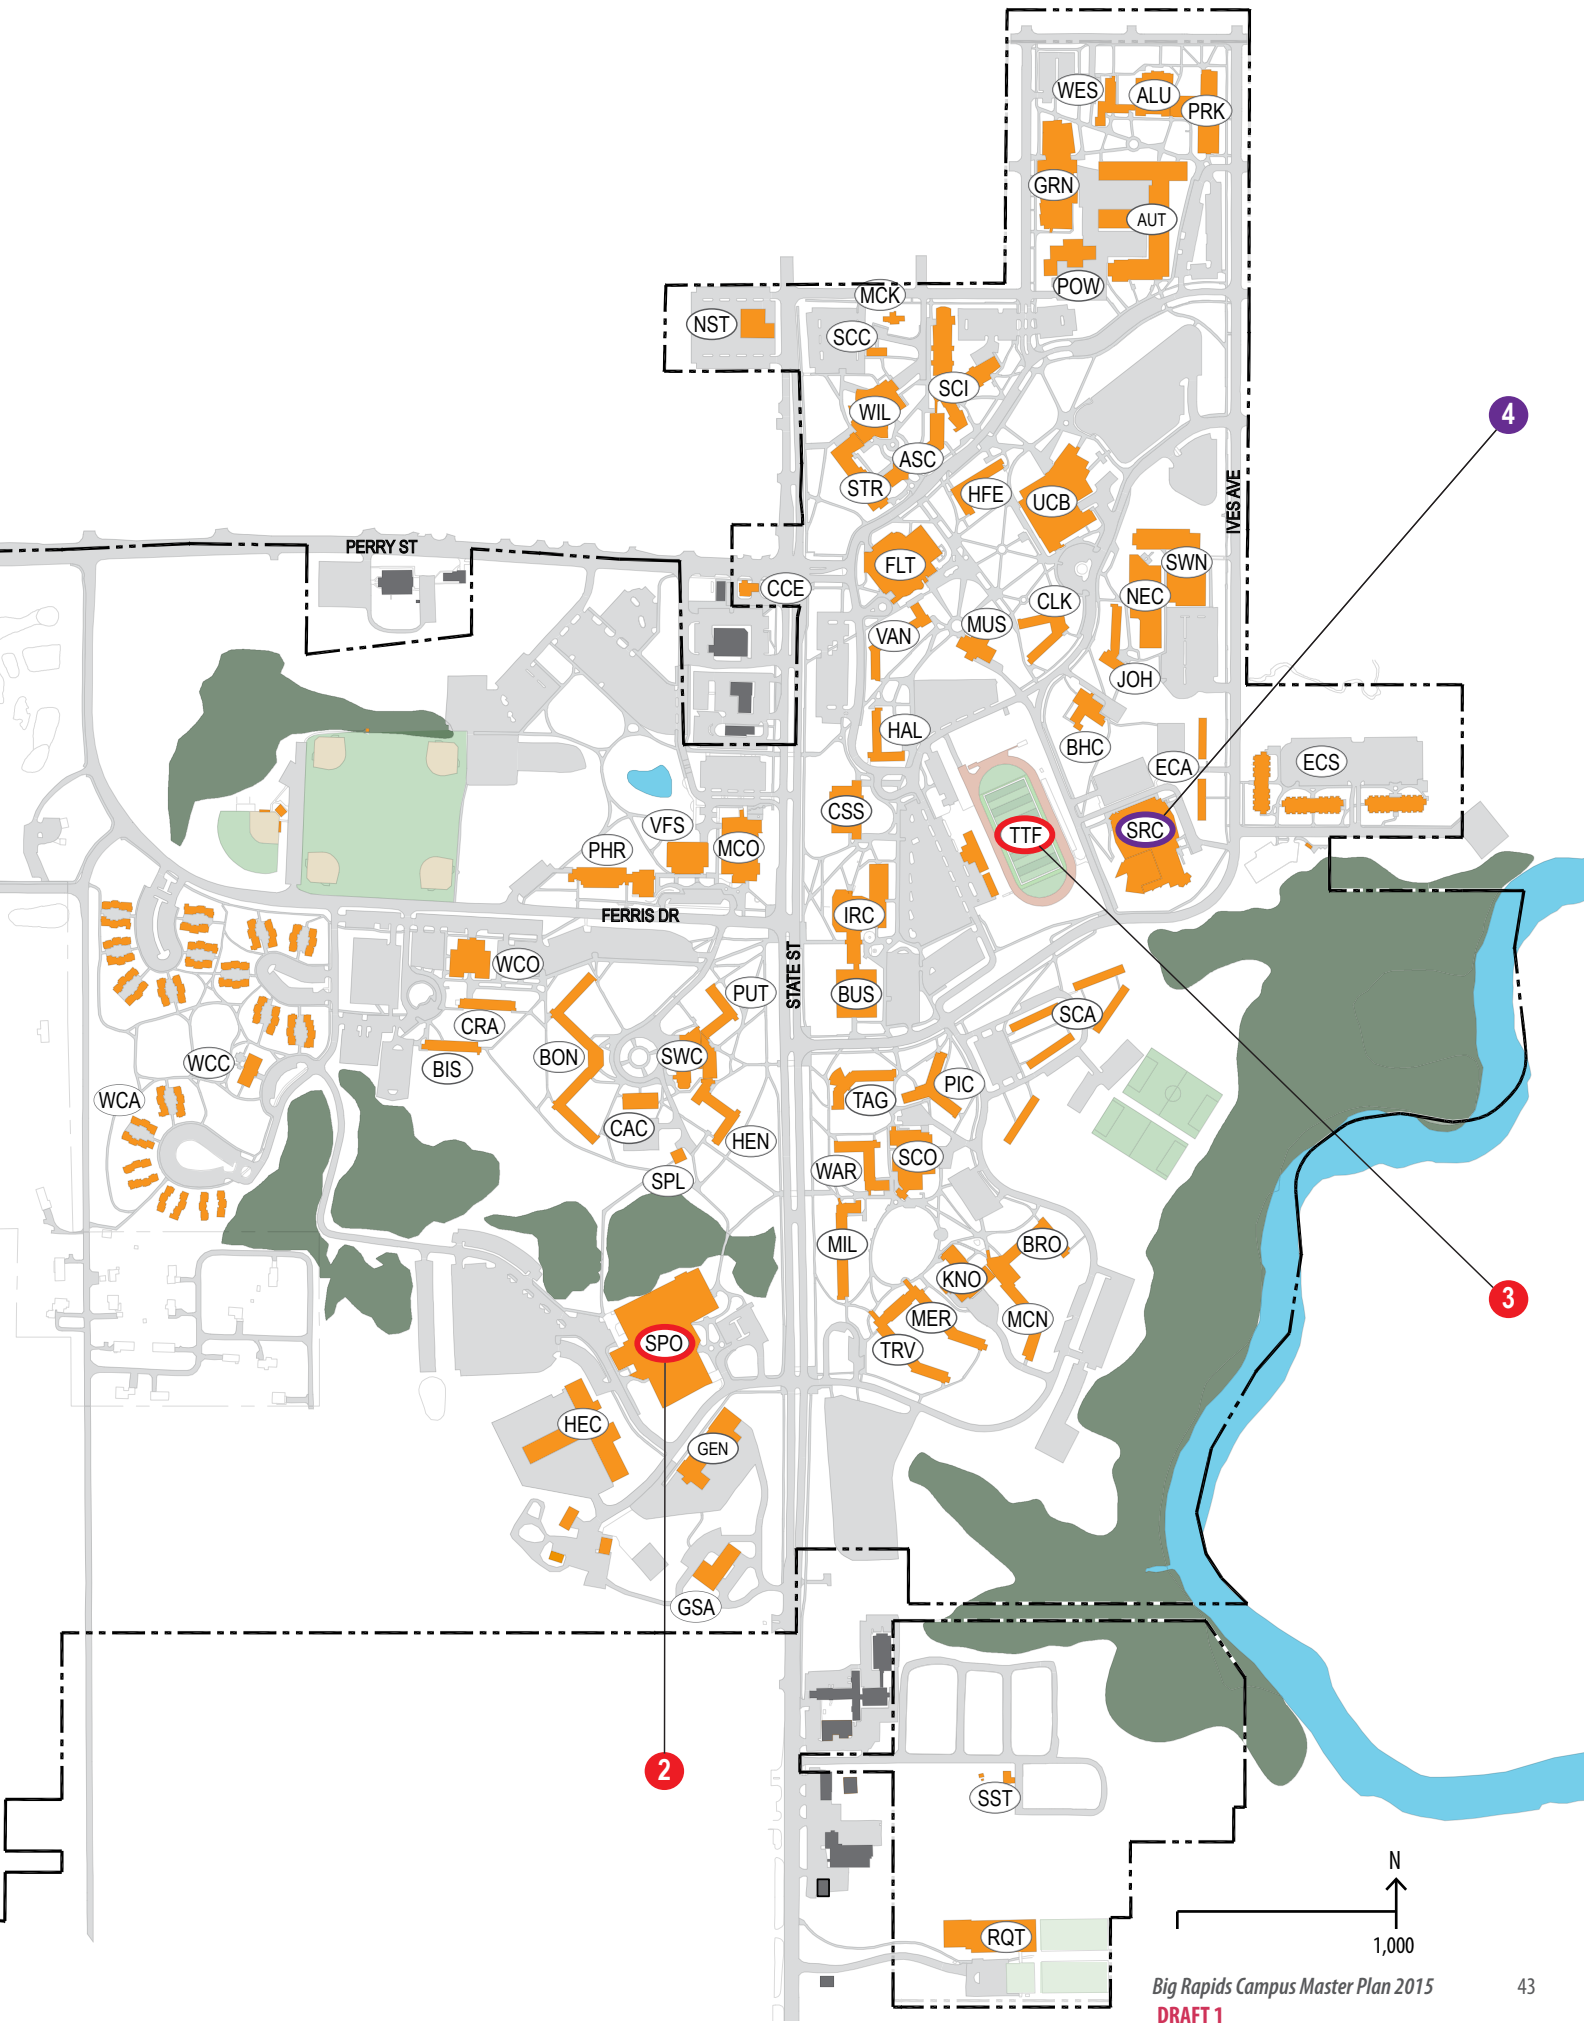 WES
ALU
PRK
GRN
AUT
POW
MCK
NST
SCC
SCI
WIL
4
ASC
STR
HFE
UCB
IVES AVE
PERRY ST
FLT
SWN
CCE
NEC
CLK
VAN
MUS
JOH
HAL
BHC
ECA
ECS
CSS
VFS
TTF
SRC
PHR
MCO
IRC
FERRIS DR
WCO
STATE ST
PUT
BUS
CRA
SCA
WCC
BIS
BON
SWC
PIC
WCA
TAG
CAC
HEN
SCO
WAR
SPL
MIL
BRO
KNO
3
MER
MCN
SPO
TRV
HEC
GEN
GSA
2
SST
N
RQT
1,000
Big Rapids Campus Master Plan 2015 43
DRAFT 1